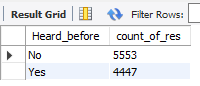 Result Grid Filter Rows:
Heard_before count_of_res
No 5553
Yes 4447